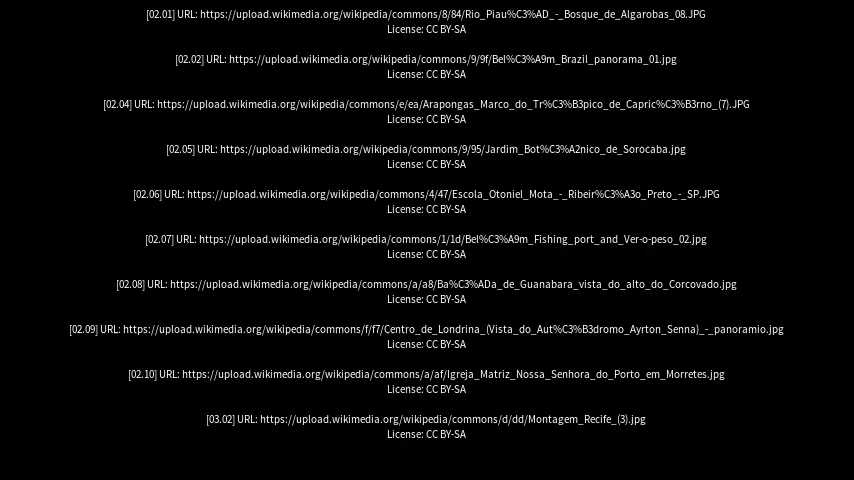 [02.01] URL: https://upload.wikimedia.org/wikipedia/commons/8/84/Rio_Piau%C3%AD_-_Bosque_de_Algarobas_08.JPG
License: CC BY-SA
[02.02] URL: https://upload.wikimedia.org/wikipedia/commons/9/9f/Bel%C3%A9m_Brazil_panorama_01.jpg
License: CC BY-SA
[02.04] URL: https://upload.wikimedia.org/wikipedia/commons/e/ea/Arapongas_Marco_do_Tr%C3%B3pico_de_Capric%C3%B3rno_(7).JPG
License: CC BY-SA
[02.05] URL: https://upload.wikimedia.org/wikipedia/commons/9/95/Jardim_Bot%C3%A2nico_de_Sorocaba.jpg
License: CC BY-SA
[02.06] URL: https://upload.wikimedia.org/wikipedia/commons/4/47/Escola_Otoniel_Mota_-_Ribeir%C3%A3o_Preto_-_SP.JPG
License: CC BY-SA
[02.07] URL: https://upload.wikimedia.org/wikipedia/commons/1/1d/Bel%C3%A9m_Fishing_port_and_Ver-o-peso_02.jpg
License: CC BY-SA
[02.08] URL: https://upload.wikimedia.org/wikipedia/commons/a/a8/Ba%C3%ADa_de_Guanabara_vista_do_alto_do_Corcovado.jpg
License: CC BY-SA
[02.09] URL: https://upload.wikimedia.org/wikipedia/commons/f/f7/Centro_de_Londrina_(Vista_do_Aut%C3%B3dromo_Ayrton_Senna)_-_panoramio.jpg
License: CC BY-SA
[02.10] URL: https://upload.wikimedia.org/wikipedia/commons/a/af/Igreja_Matriz_Nossa_Senhora_do_Porto_em_Morretes.jpg
License: CC BY-SA
[03.02] URL: https://upload.wikimedia.org/wikipedia/commons/d/dd/Montagem_Recife_(3).jpg
License: CC BY-SA